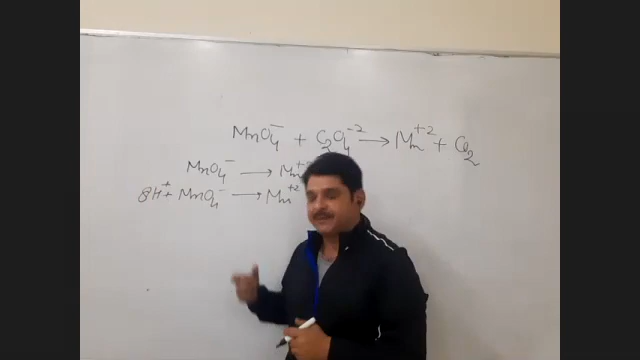 MnO₄⁻ + C₂O₄⁻² → Mn⁺² + CO₂
MnO₄⁻ → Mn⁺²
8H⁺ + MnO₄⁻ → Mn⁺²